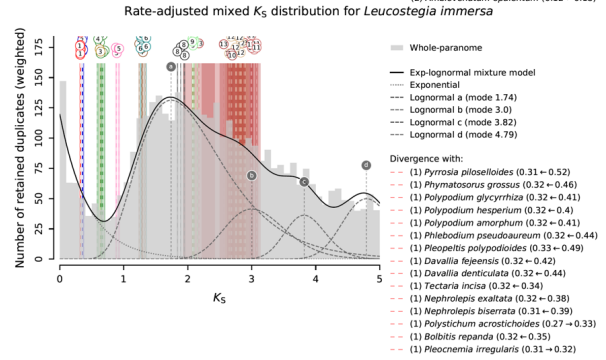 Rate-adjusted mixed KS distribution for Leucostegia immersa
Number of retained duplicates (weighted)
175
150
125
100
75
50
25
0
0
1
2
3
4
5
KS
a
b
c
d
Whole-paranome
Exp-lognormal mixture model
Exponential
Lognormal a (mode 1.74)
Lognormal b (mode 3.0)
Lognormal c (mode 3.82)
Lognormal d (mode 4.79)
Divergence with:
(1) Pyrrosia piloselloides (0.31←0.52)
(1) Phymatosorus grossus (0.32←0.46)
(1) Polypodium glycyrrhiza (0.32←0.41)
(1) Polypodium hesperium (0.32←0.4)
(1) Polypodium amorphum (0.32←0.41)
(1) Phlebodium pseudoaureum (0.32←0.44)
(1) Pleopeltis polypodioides (0.33←0.49)
(1) Davallia fejeensis (0.32←0.42)
(1) Davallia denticulata (0.32←0.44)
(1) Tectaria incisa (0.32←0.34)
(1) Nephrolepis exaltata (0.32←0.38)
(1) Nephrolepis biserrata (0.31←0.39)
(1) Polystichum acrostichoides (0.27→0.33)
(1) Bolbitis repanda (0.32←0.35)
(1) Pleocnemia irregularis (0.31→0.32)